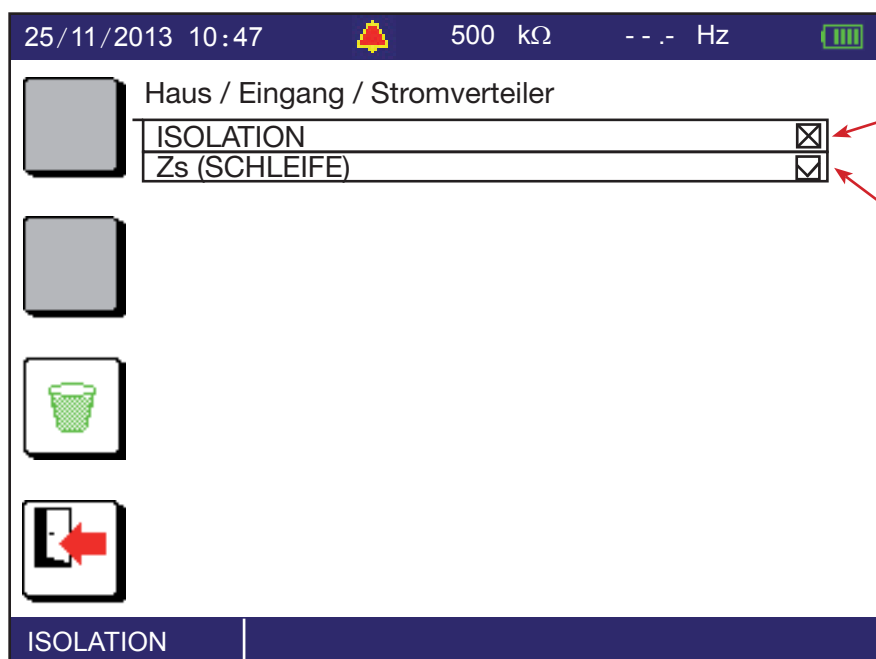 25/11/2013 10:47 500 kΩ - - .- Hz
Haus / Eingang / Stromverteiler
ISOLATION
Zs (SCHLEIFE)
ISOLATION